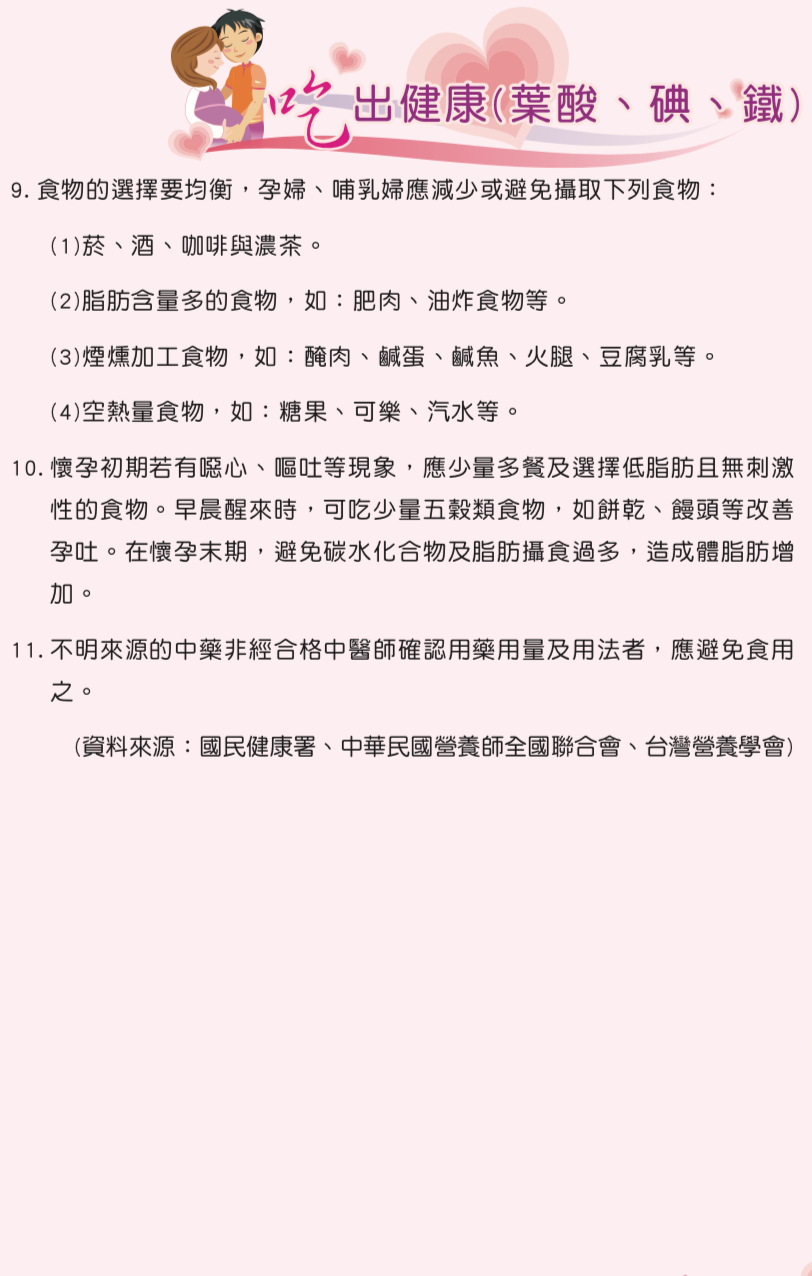 吃出健康(葉酸、碘、鐵)
9. 食物的選擇要均衡，孕婦、哺乳婦應減少或避免攝取下列食物：
(1)菸、酒、咖啡與濃茶。
(2)脂肪含量多的食物，如：肥肉、油炸食物等。
(3)煙燻加工食物，如：醃肉、鹹蛋、鹹魚、火腿、豆腐乳等。
(4)空熱量食物，如：糖果、可樂、汽水等。
10. 懷孕初期若有噁心、嘔吐等現象，應少量多餐及選擇低脂肪且無刺激
性的食物。早晨醒來時，可吃少量五穀類食物，如餅乾、饅頭等改善
孕吐。在懷孕末期，避免碳水化合物及脂肪攝食過多，造成體脂肪增
加。
11. 不明來源的中藥非經合格中醫師確認用藥用量及用法者，應避免食用
之。
(資料來源：國民健康署、中華民國營養師全國聯合會、台灣營養學會)